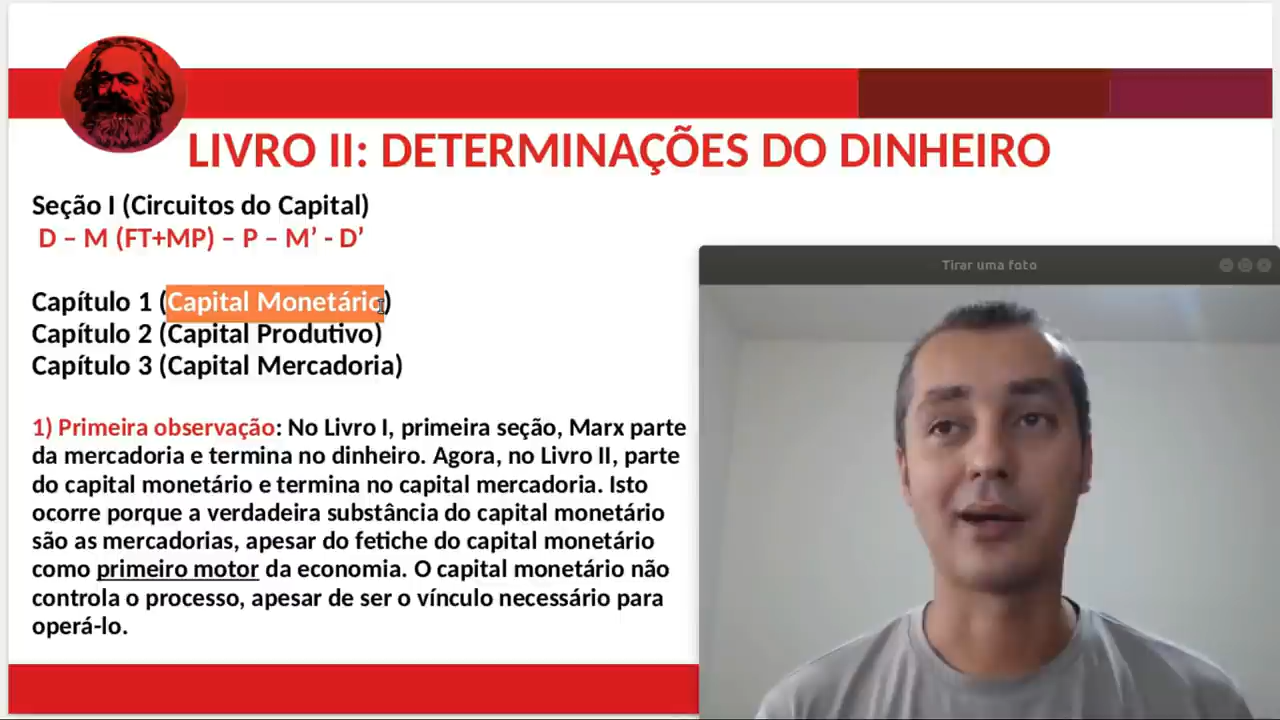 LIVRO II: DETERMINAÇÕES DO DINHEIRO
Seção I (Circuitos do Capital)
D – M (FT+MP) – P – M’ - D’
Tirar uma foto
Capítulo 1 (Capital Monetário)
Capítulo 2 (Capital Produtivo)
Capítulo 3 (Capital Mercadoria)
1) Primeira observação: No Livro I, primeira seção, Marx parte
da mercadoria e termina no dinheiro. Agora, no Livro II, parte
do capital monetário e termina no capital mercadoria. Isto
ocorre porque a verdadeira substância do capital monetário
são as mercadorias, apesar do fetiche do capital monetário
como primeiro motor da economia. O capital monetário não
controla o processo, apesar de ser o vínculo necessário para
operá-lo.